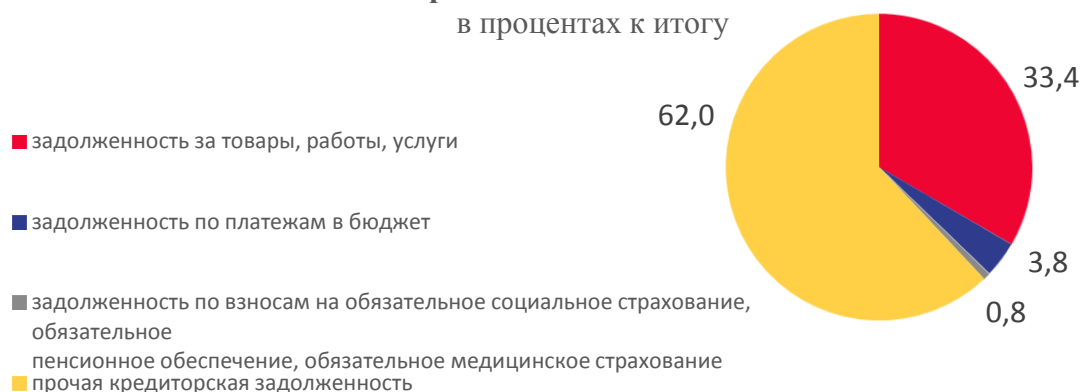 в процентах к итогу
33,4
62,0
задолженность за товары, работы, услуги
задолженность по платежам в бюджет
3,8
задолженность по взносам на обязательное социальное страхование,
0,8
обязательное
пенсионное обеспечение, обязательное медицинское страхование
прочая кредиторская задолженность